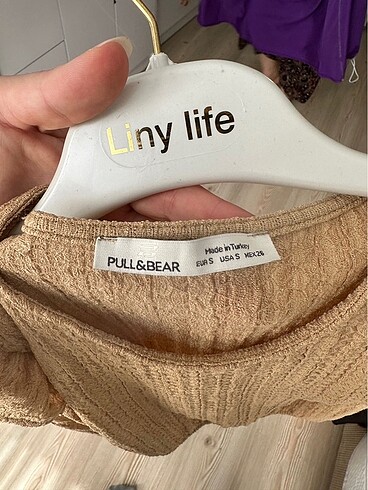 Liny life
Made in Turkey
PULL&BEAR EUR S USA S MEX 26